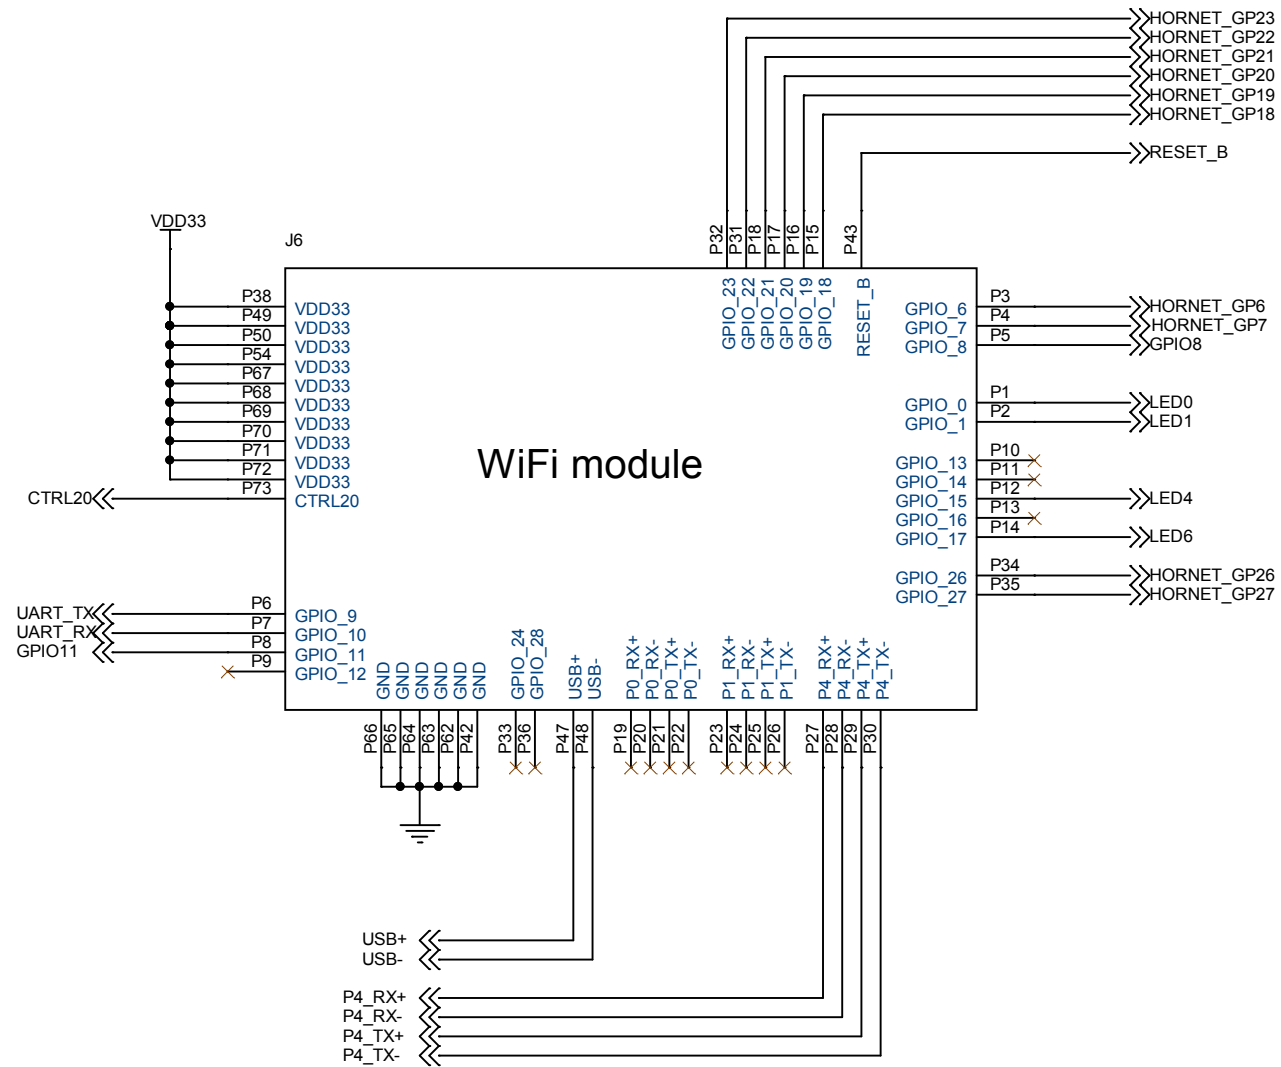 HORNET_GP23
HORNET_GP22
HORNET_GP21
HORNET_GP20
HORNET_GP19
HORNET_GP18
RESET_B
VDD33
J6
P32
P31
P18
P17
P16
P15
P43
GPIO_23
GPIO_22
GPIO_21
GPIO_20
GPIO_19
GPIO_18
RESET_B
P38 VDD33
P49 VDD33
P50 VDD33
P54 VDD33
P67 VDD33
P68 VDD33
P69 VDD33
P70 VDD33
P71 VDD33
P72 VDD33
CTRL20 P73 CTRL20
WiFi module
GPIO_6 P3 HORNET_GP6
GPIO_7 P4 HORNET_GP7
GPIO_8 P5 GPIO8
GPIO_0 P1 LED0
GPIO_1 P2 LED1
GPIO_13 P10
GPIO_14 P11
GPIO_15 P12 LED4
GPIO_16 P13
GPIO_17 P14 LED6
GPIO_26 P34 HORNET_GP26
GPIO_27 P35 HORNET_GP27
UART_TX P6 GPIO_9
UART_RX P7 GPIO_10
GPIO11 P8 GPIO_11
P9 GPIO_12
GND
GND
GND
GND
GND
GND
GPIO_24
GPIO_28
USB+
USB-
P0_RX+
P0_RX-
P0_TX+
P0_TX-
P1_RX+
P1_RX-
P1_TX+
P1_TX-
P4_RX+
P4_RX-
P4_TX+
P4_TX-
P66
P65
P64
P63
P62
P42
P33
P36
P47
P48
P19
P20
P21
P22
P23
P24
P25
P26
P27
P28
P29
P30
USB+
USB-
P4_RX+
P4_RX-
P4_TX+
P4_TX-